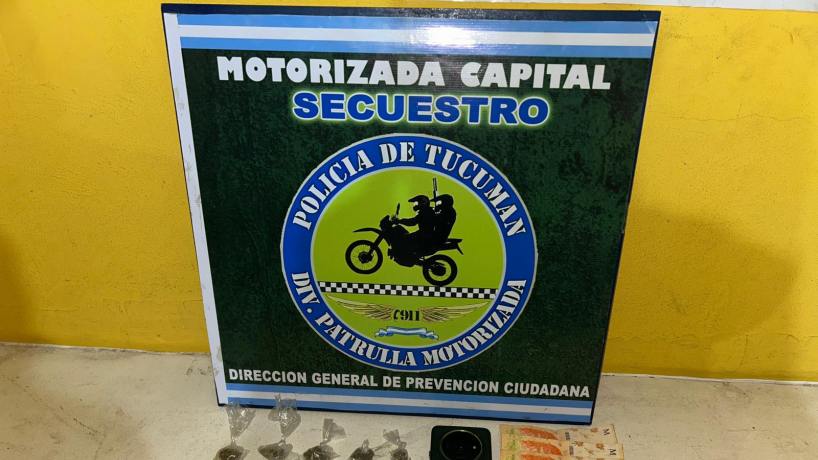 MOTORIZADA CAPITAL
SECUESTRO
POLICIA DE TUCUMAN
911
DIV. PATRULLA MOTORIZADA
DIRECCION GENERAL DE PREVENCION CIUDADANA